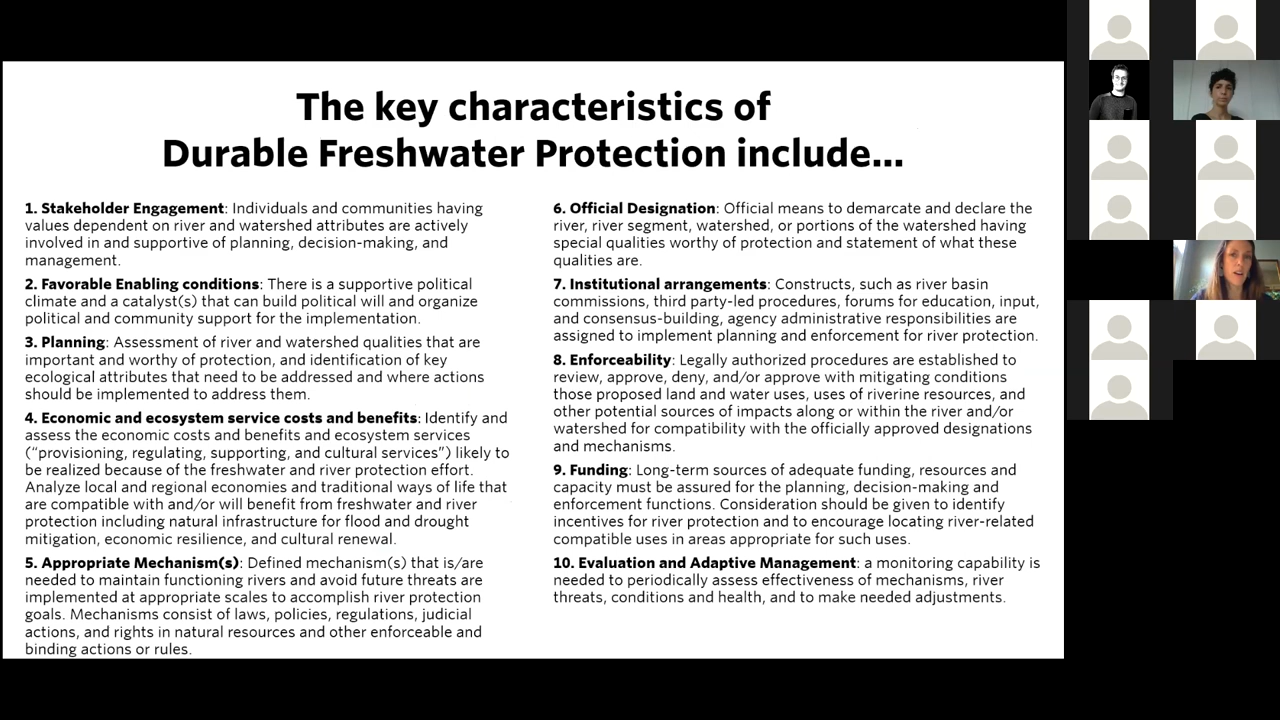 The key characteristics of
Durable Freshwater Protection include...
1. Stakeholder Engagement: Individuals and communities having
values dependent on river and watershed attributes are actively
involved in and supportive of planning, decision-making, and
management.
2. Favorable Enabling conditions: There is a supportive political
climate and a catalyst(s) that can build political will and organize
political and community support for the implementation.
3. Planning: Assessment of river and watershed qualities that are
important and worthy of protection, and identification of key
ecological attributes that need to be addressed and where actions
should be implemented to address them.
4. Economic and ecosystem service costs and benefits: Identify and
assess the economic costs and benefits and ecosystem services
(“provisioning, regulating, supporting, and cultural services”) likely to
be realized because of the freshwater and river protection effort.
Analyze local and regional economies and traditional ways of life that
are compatible with and/or will benefit from freshwater and river
protection including natural infrastructure for flood and drought
mitigation, economic resilience, and cultural renewal.
5. Appropriate Mechanism(s): Defined mechanism(s) that is/are
needed to maintain functioning rivers and avoid future threats are
implemented at appropriate scales to accomplish river protection
goals. Mechanisms consist of laws, policies, regulations, judicial
actions, and rights in natural resources and other enforceable and
binding actions or rules.
6. Official Designation: Official means to demarcate and declare the
river, river segment, watershed, or portions of the watershed having
special qualities worthy of protection and statement of what these
qualities are.
7. Institutional arrangements: Constructs, such as river basin
commissions, third party-led procedures, forums for education, input,
and consensus-building, agency administrative responsibilities are
assigned to implement planning and enforcement for river protection.
8. Enforceability: Legally authorized procedures are established to
review, approve, deny, and/or approve with mitigating conditions
those proposed land and water uses, uses of riverine resources, and
other potential sources of impacts along or within the river and/or
watershed for compatibility with the officially approved designations
and mechanisms.
9. Funding: Long-term sources of adequate funding, resources and
capacity must be assured for the planning, decision-making and
enforcement functions. Consideration should be given to identify
incentives for river protection and to encourage locating river-related
compatible uses in areas appropriate for such uses.
10. Evaluation and Adaptive Management: a monitoring capability is
needed to periodically assess effectiveness of mechanisms, river
threats, conditions and health, and to make needed adjustments.